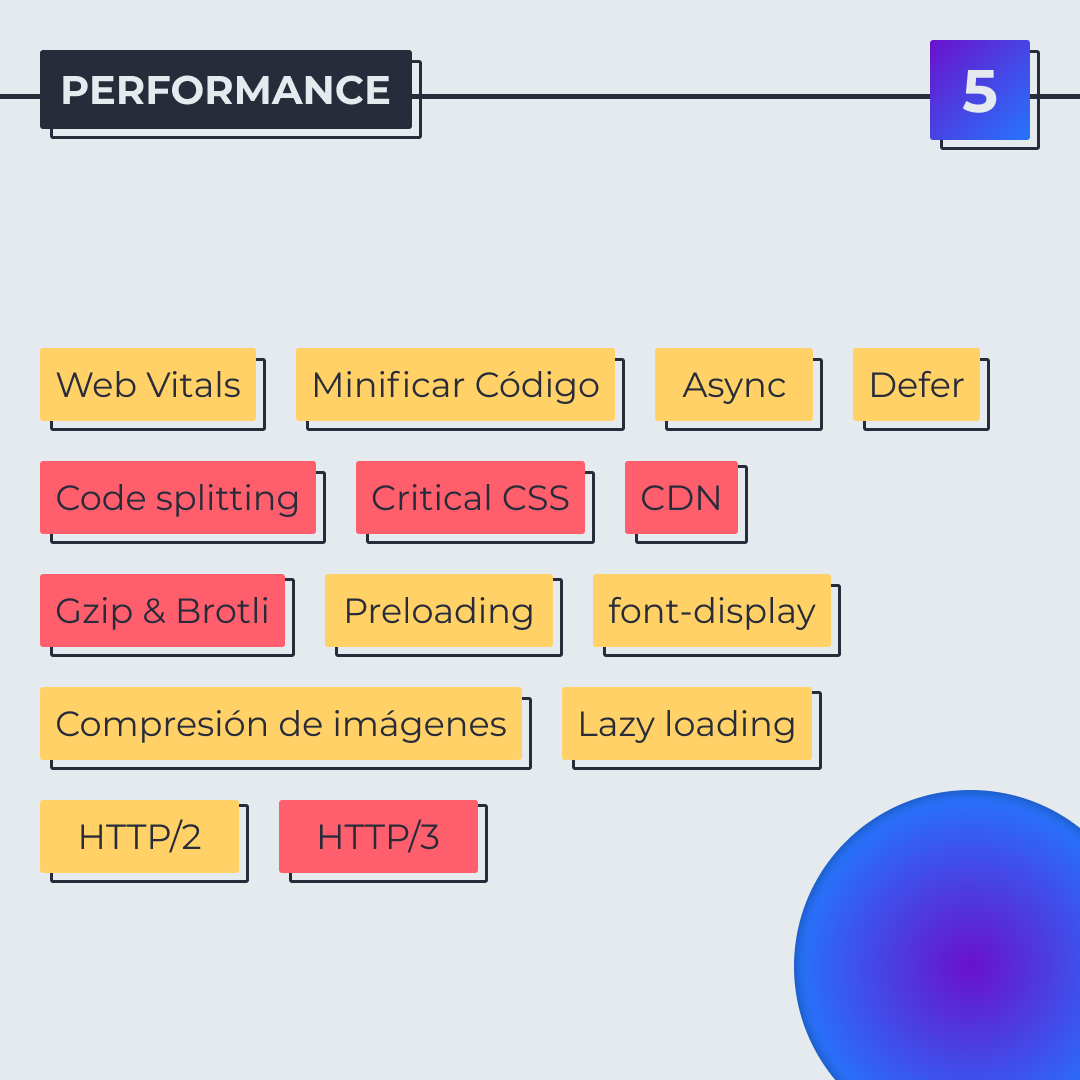 PERFORMANCE 5
Web Vitals Minificar Código Async Defer
Code splitting Critical CSS CDN
Gzip & Brotli Preloading font-display
Compresión de imágenes Lazy loading
HTTP/2 HTTP/3